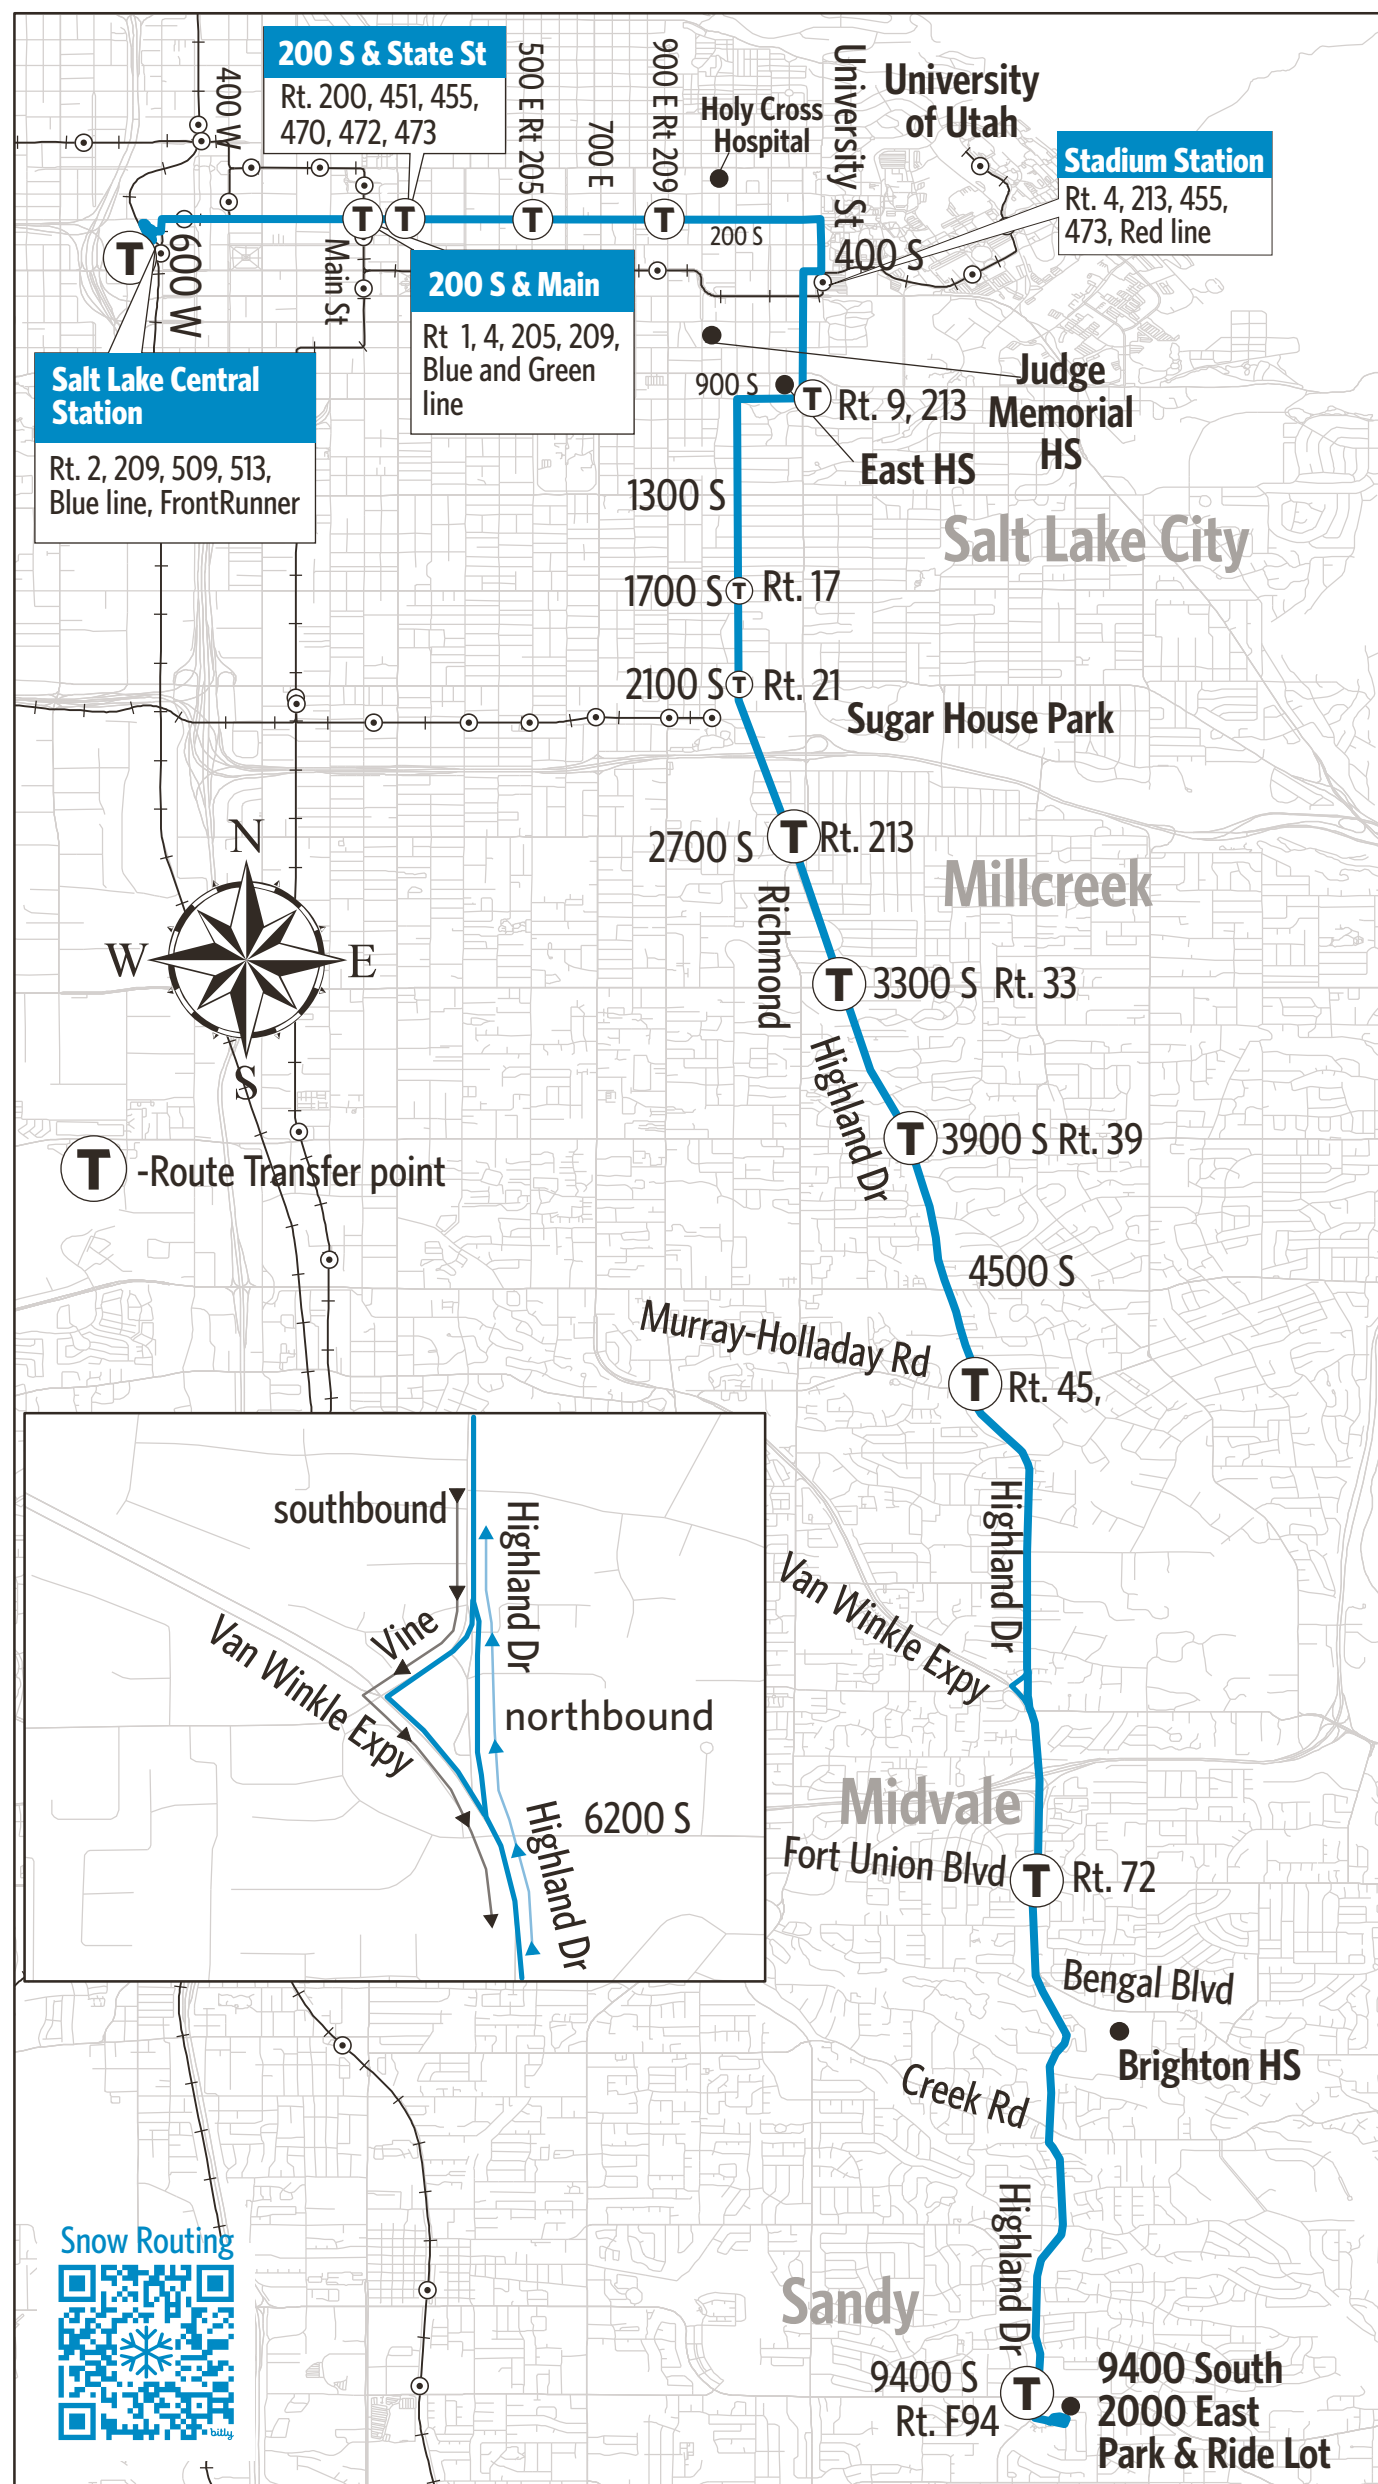 200 S & State St
Rt. 200, 451, 455,
470, 472, 473
400 W
500 E Rt 205
700 E
900 E Rt 209
Holy Cross
Hospital
University St
University
of Utah
Stadium Station
Rt. 4, 213, 455,
473, Red line
T
T
T
T
T
200 S
400 S
600 W
Main St
200 S & Main
Rt 1, 4, 205, 209,
Blue and Green
line
Salt Lake Central
Station
Rt. 2, 209, 509, 513,
Blue line, FrontRunner
Judge
Memorial
HS
900 S
T
Rt. 9, 213
East HS
1300 S
Salt Lake City
1700 S
T
Rt. 17
2100 S
T
Rt. 21
Sugar House Park
2700 S
T
Rt. 213
Millcreek
Richmond
N
W
E
S
T
3300 S Rt. 33
Highland Dr
T
3900 S Rt. 39
T
-Route Transfer point
4500 S
Murray-Holladay Rd
T
Rt. 45,
Highland Dr
Van Winkle Expy
southbound
Highland Dr
Vine
Van Winkle Expy
northbound
6200 S
Highland Dr
Midvale
Fort Union Blvd
T
Rt. 72
Bengal Blvd
Brighton HS
Creek Rd
Highland Dr
Snow Routing
bitly
Sandy
9400 S
Rt. F94
T
9400 South
2000 East
Park & Ride Lot